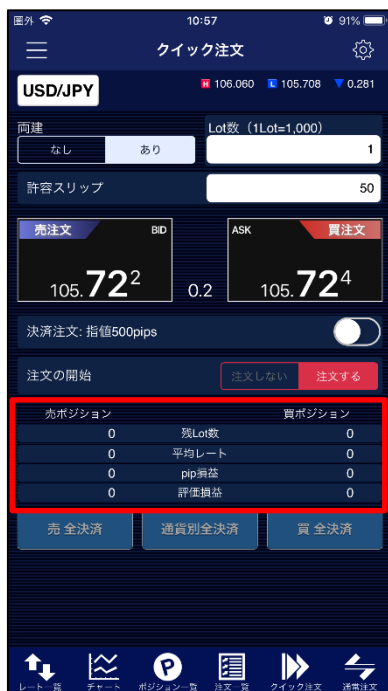 圏外 10:57 91%
クイック注文
USD/JPY H 106.060 L 105.708 ▼0.281
両建 Lot数（1Lot=1,000）
なし あり 1
許容スリップ 50
売注文 BID ASK 買注文
105.722 0.2 105.724
決済注文: 指値500pips
注文の開始 注文しない 注文する
売ポジション 買ポジション
0 残Lot数 0
0 平均レート 0
0 pip損益 0
0 評価損益 0
売 全決済 通貨別全決済 買 全決済
P
レート一覧 チャート ポジション一覧 注文一覧 クイック注文 通常注文